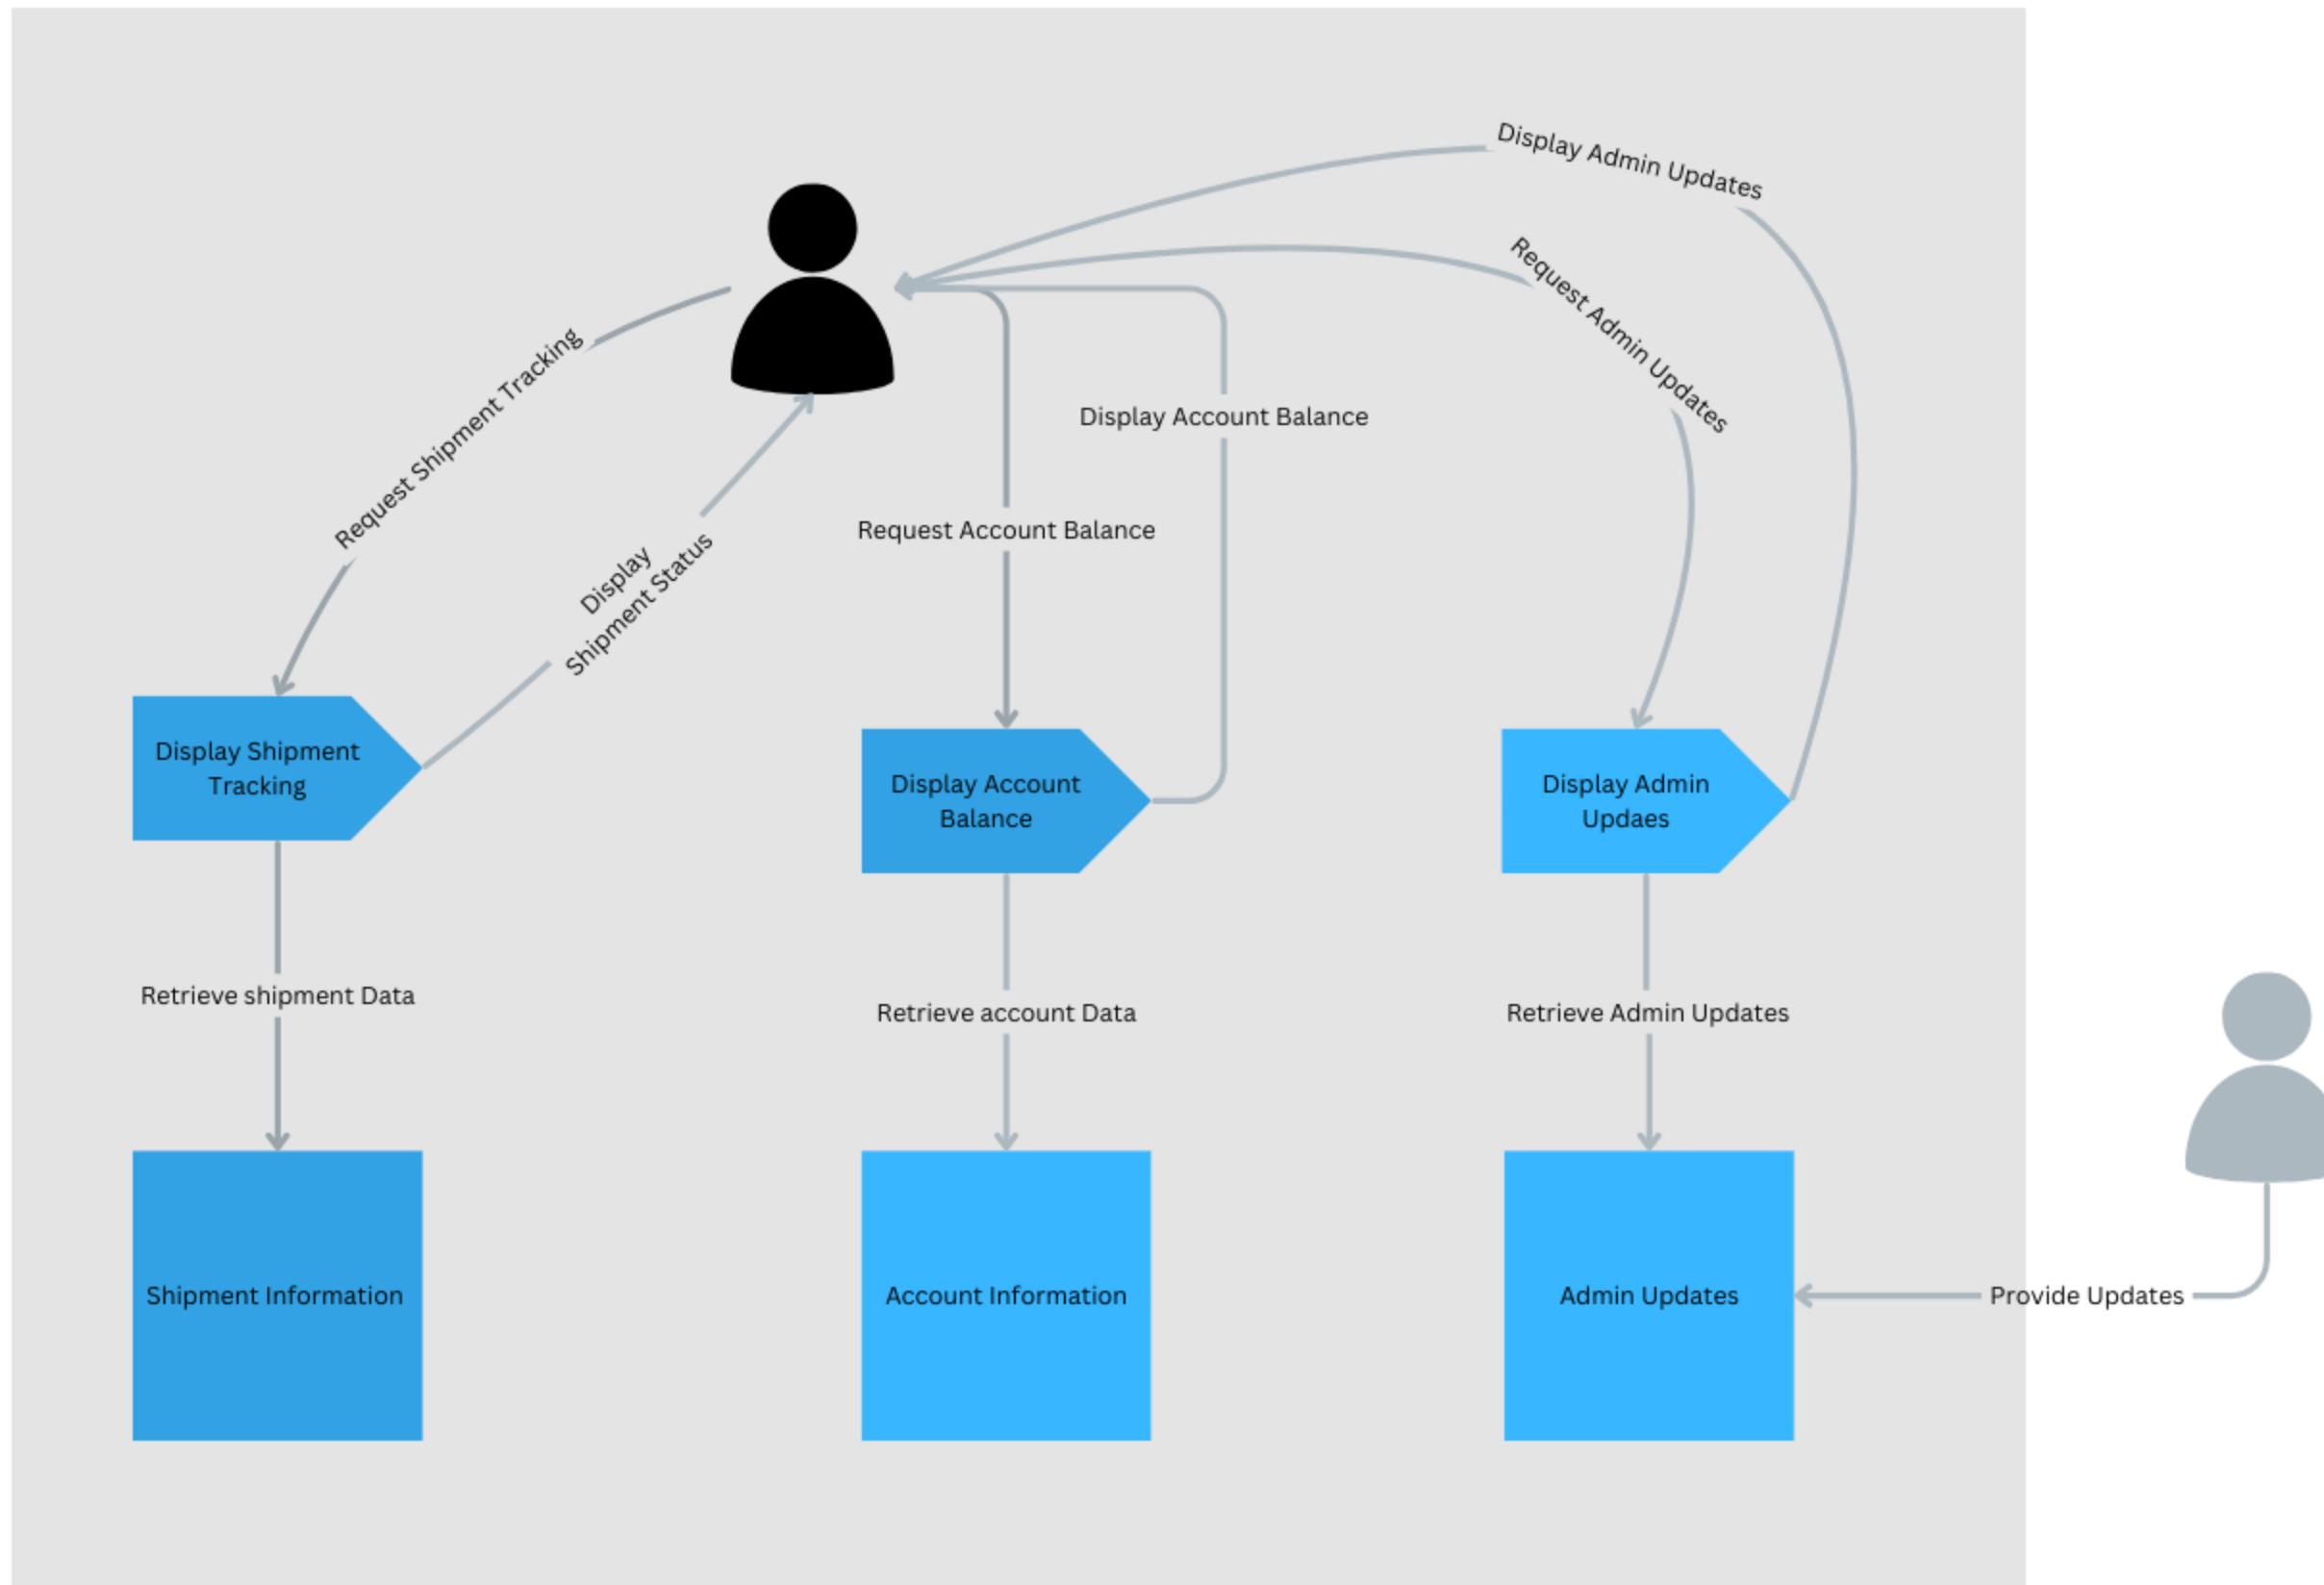 Display Admin Updates
Request Admin Updates
Request Shipment Tracking
Display Account Balance
Request Account Balance
Display
Shipment Status
Display Shipment
Tracking
Display Account
Balance
Display Admin
Updaes
Retrieve shipment Data
Retrieve account Data
Retrieve Admin Updates
Shipment Information
Account Information
Admin Updates
Provide Updates